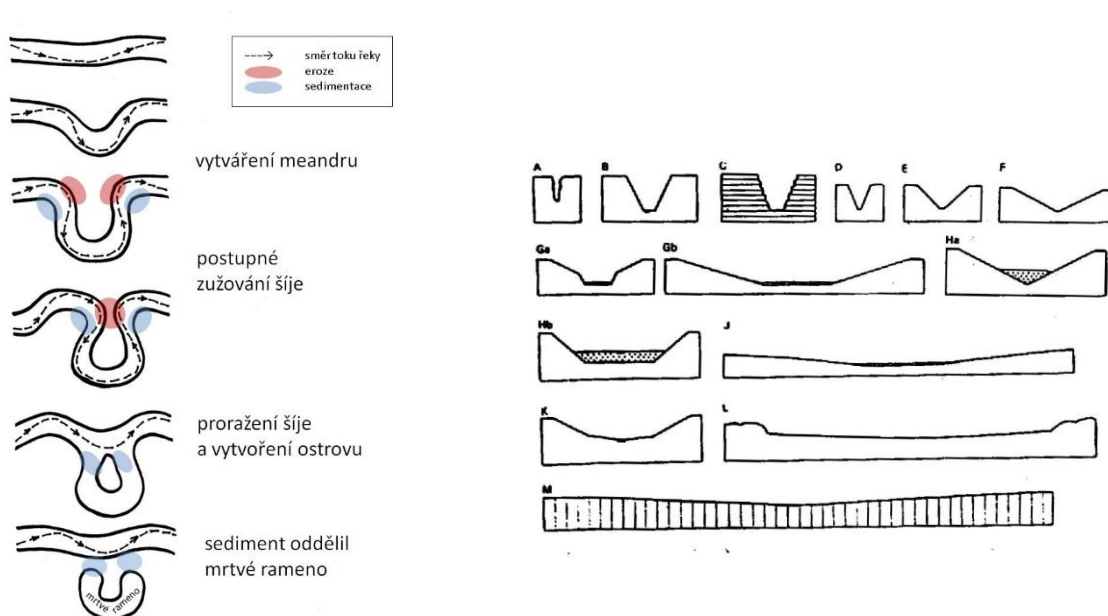 směr toku řeky
eroze
sedimentace
vytváření meandru
postupné
zužování šíje
proražení šíje
a vytvoření ostrovu
sediment oddělil
mrtvé rameno
mrtvé rameno
A B C D E F
Ga Gb Ha
Hb J
K L
M